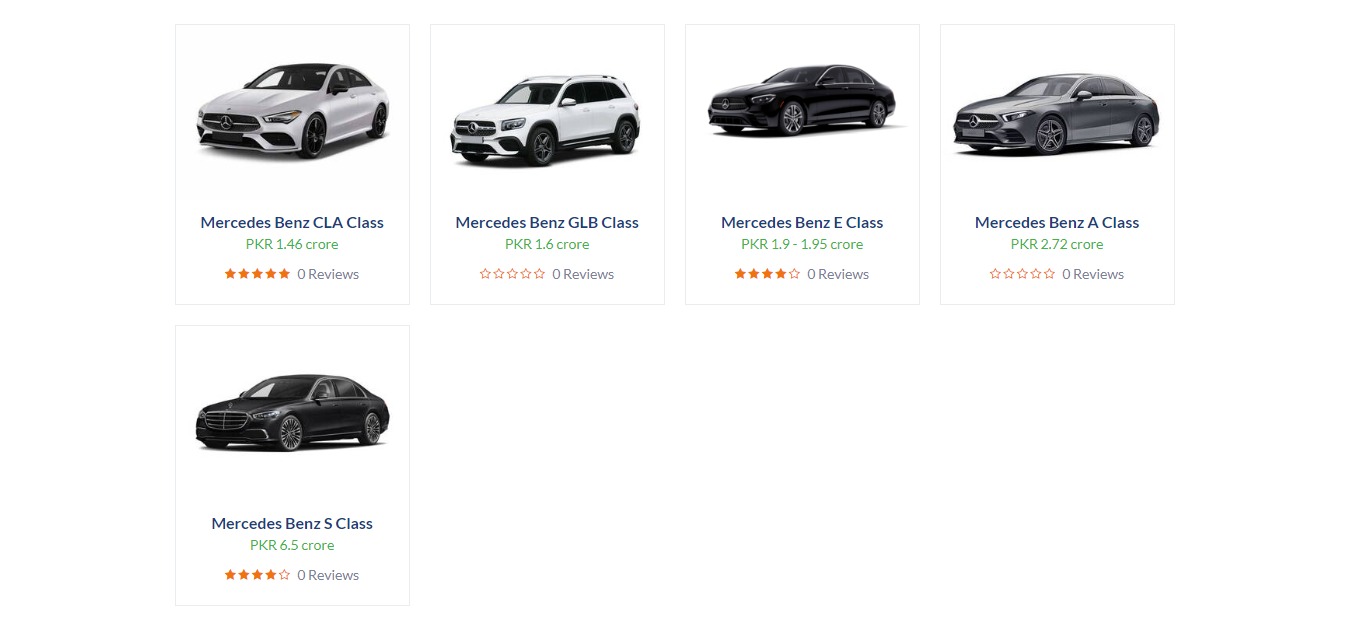 Mercedes Benz CLA Class
PKR 1.46 crore
0 Reviews
Mercedes Benz GLB Class
PKR 1.6 crore
0 Reviews
Mercedes Benz E Class
PKR 1.9 - 1.95 crore
0 Reviews
Mercedes Benz A Class
PKR 2.72 crore
0 Reviews
Mercedes Benz S Class
PKR 6.5 crore
0 Reviews